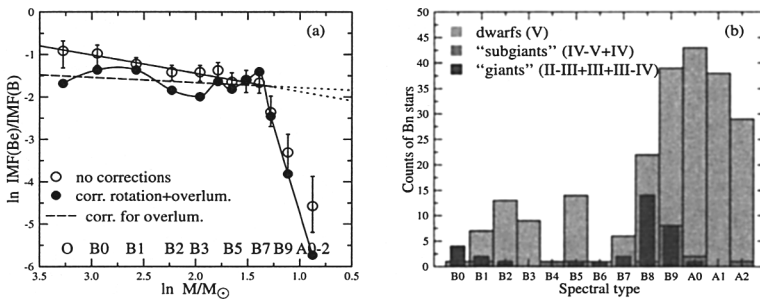 (a)
0
-1
-2
-3
-4
-5
-6
ln IMF(Be)/IMF(B)
no corrections
corr. rotation+overlum.
corr. for overlum.
O B0 B1 B2 B3 B5 B7 B9 A0-2
3.5 3.0 2.5 2.0 1.5 1.0 0.5
ln M/M⊙
(b)
50
45
40
35
30
25
20
15
10
5
0
Counts of Bn stars
dwarfs (V)
“subgiants” (IV-V+IV)
“giants” (II-III+III+III-IV)
B0 B1 B2 B3 B4 B5 B6 B7 B8 B9 A0 A1 A2
Spectral type